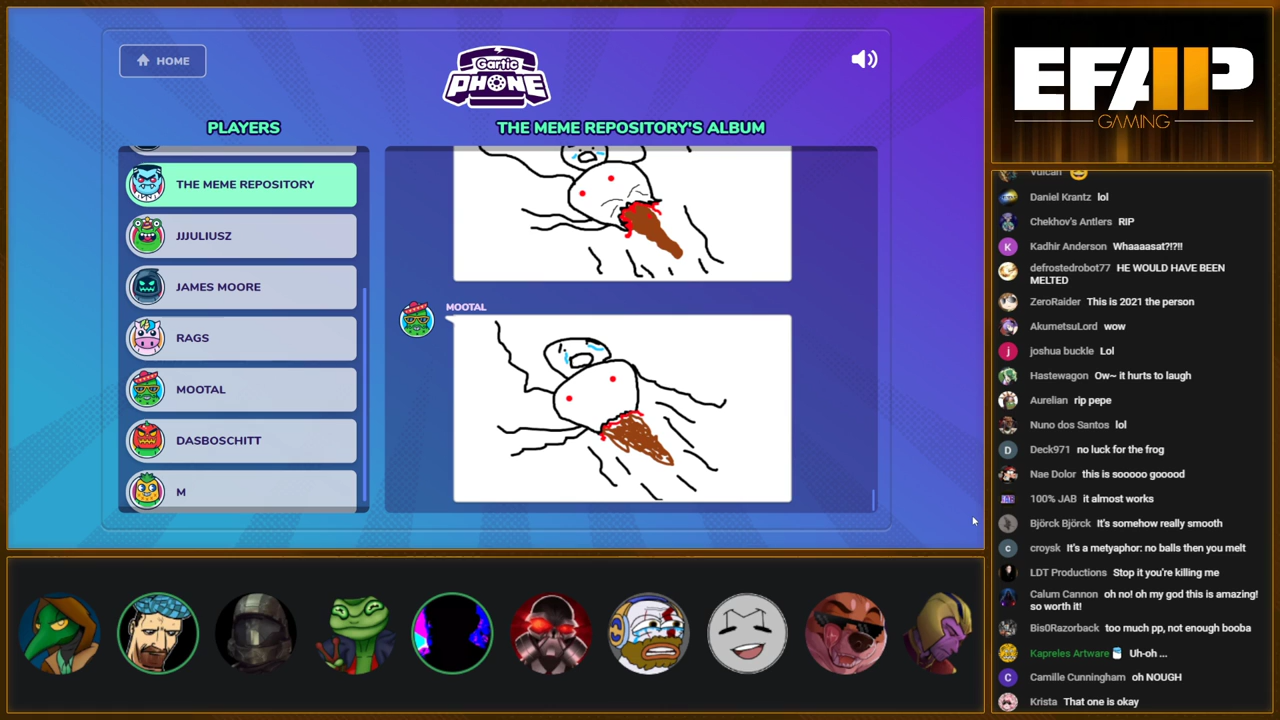 HOME
Gartic
PHONE
PLAYERS
THE MEME REPOSITORY'S ALBUM
THE MEME REPOSITORY
JJJULIUSZ
JAMES MOORE
RAGS
MOOTAL
DASBOSCHITT
M
MOOTAL
EFAP
GAMING
Vulcan
Daniel Krantz lol
Chekhov's Antlers RIP
K Kadhir Anderson Whaaaasat?!?!!
defrostedrobot77 HE WOULD HAVE BEEN
MELTED
ZeroRaider This is 2021 the person
AkumetsuLord wow
j joshua buckle Lol
Hastewagon Ow~ it hurts to laugh
Aurelian rip pepe
Nuno dos Santos lol
D Deck971 no luck for the frog
Nae Dolor this is sooooo gooood
JAB 100% JAB it almost works
Björck Björck It's somehow really smooth
c croysk It's a metyaphor: no balls then you melt
LDT Productions Stop it you're killing me
Calum Cannon oh no! oh my god this is amazing!
so worth it!
Bis0Razorback too much pp, not enough booba
Kapreles Artware Uh-oh ...
C Camille Cunningham oh NOUGH
Krista That one is okay